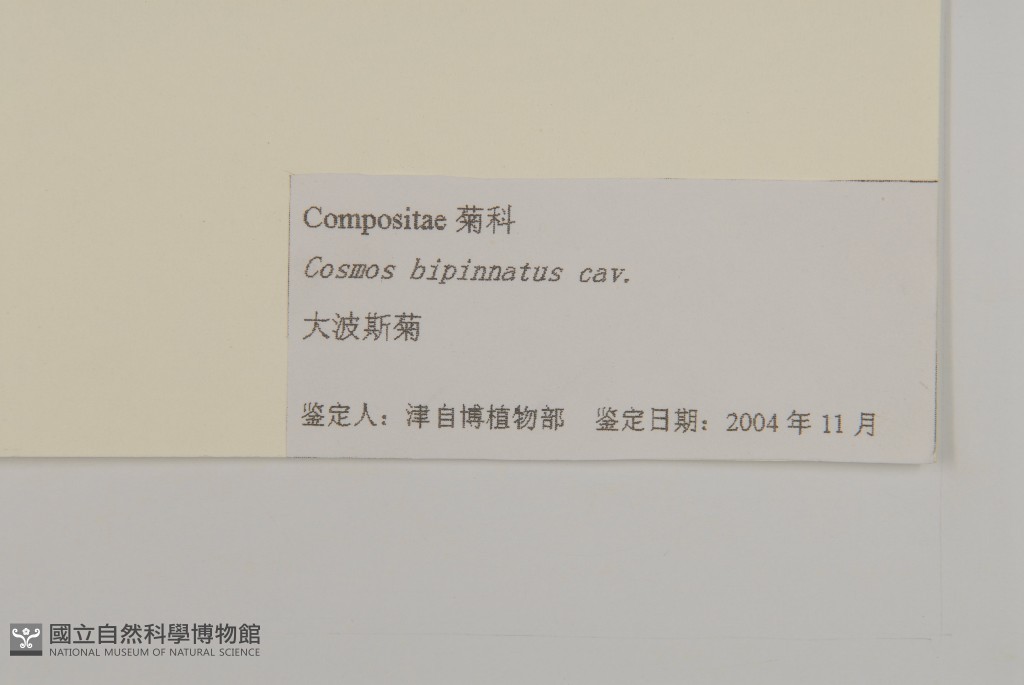 Compositae 菊科
Cosmos bipinnatus cav.
大波斯菊
鉴定人：津自博植物部 鉴定日期：2004 年 11 月
國立自然科學博物館
NATIONAL MUSEUM OF NATURAL SCIENCE